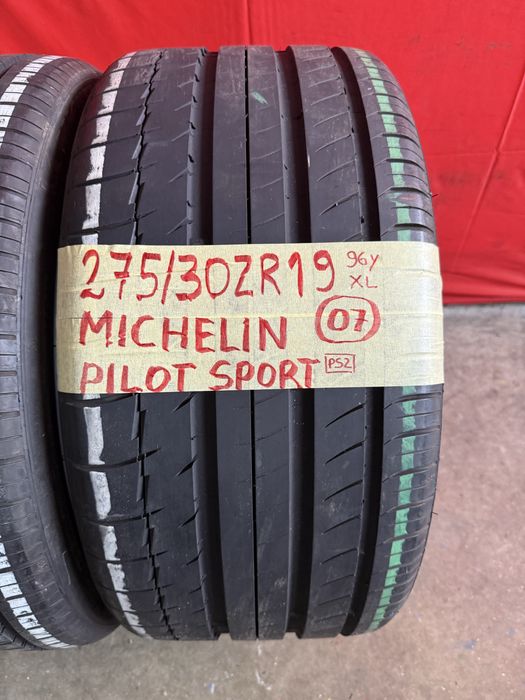 275/30ZR19 96Y XL
MICHELIN 07
PILOT SPORT PS2